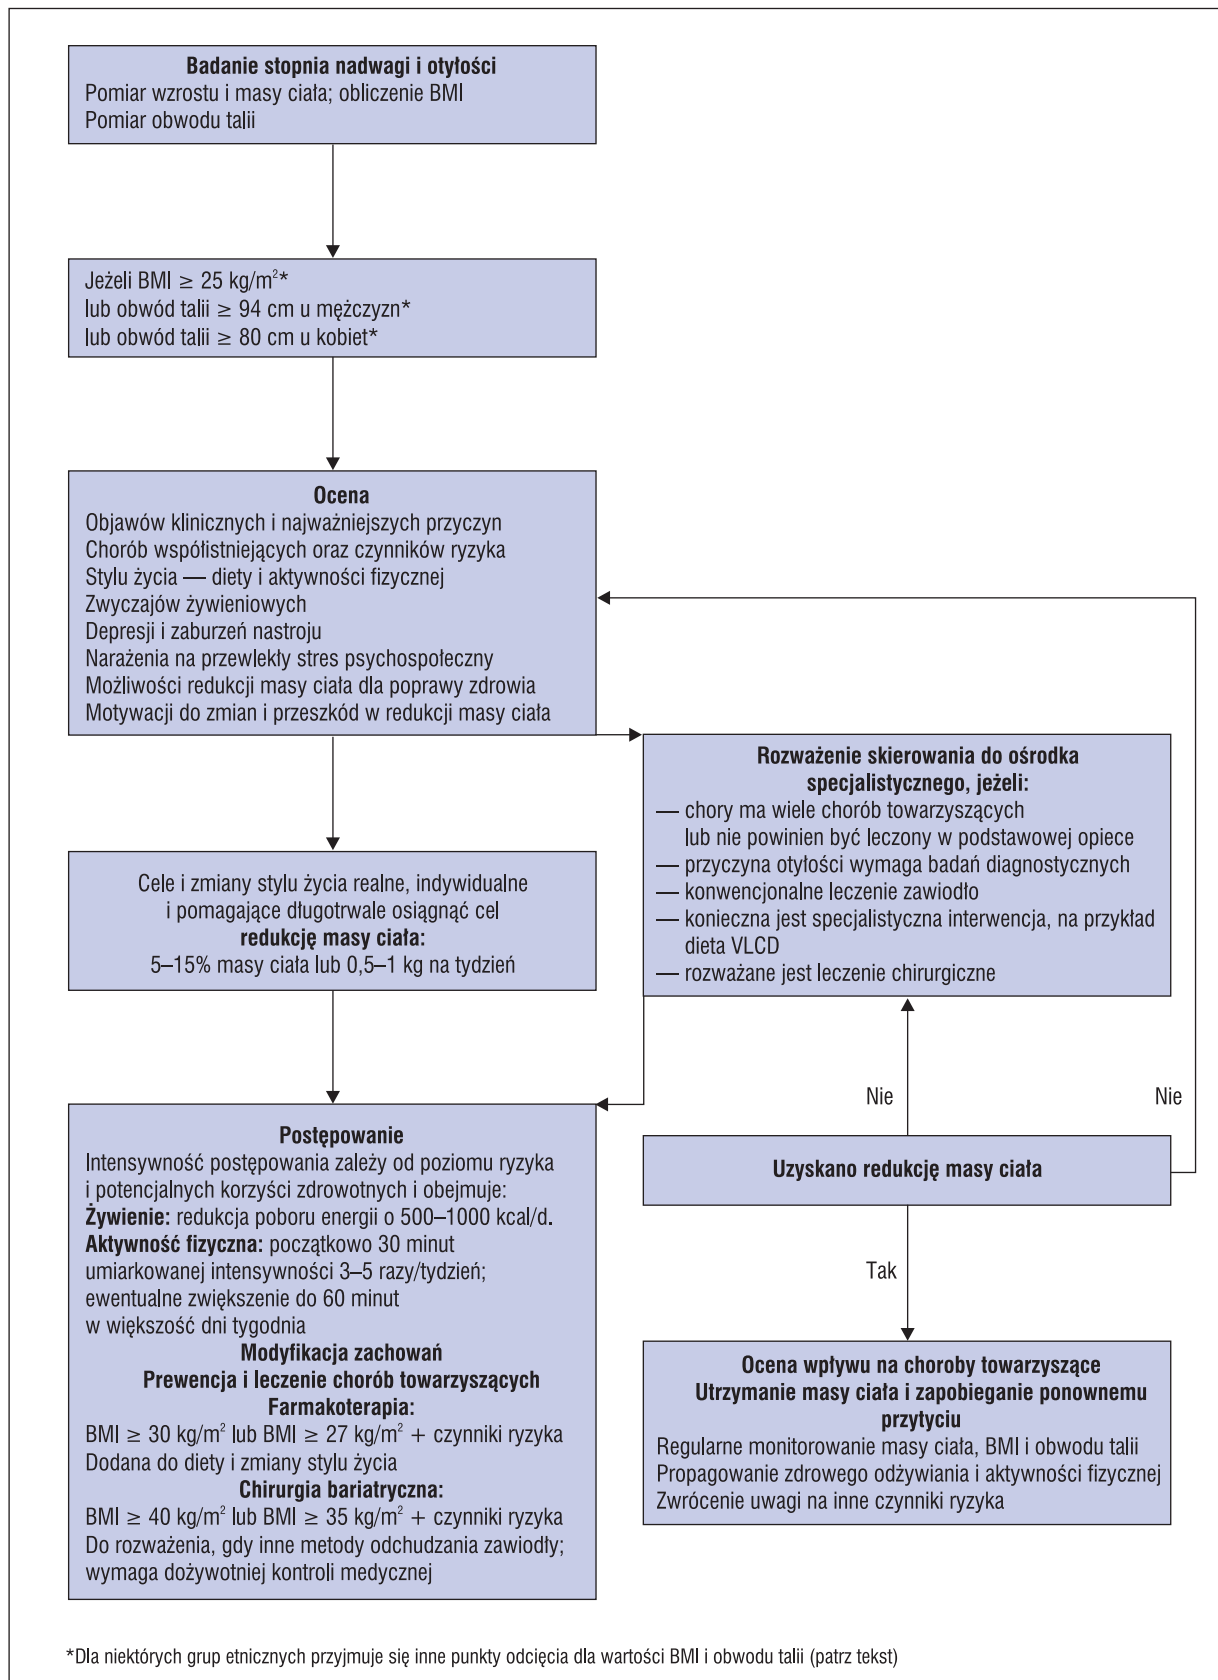 Badanie stopnia nadwagi i otyłości
Pomiar wzrostu i masy ciała; obliczenie BMI
Pomiar obwodu talii
Jeżeli BMI ≥ 25 kg/m²*
lub obwód talii ≥ 94 cm u mężczyzn*
lub obwód talii ≥ 80 cm u kobiet*
Ocena
Objawów klinicznych i najważniejszych przyczyn
Chorób współistniejących oraz czynników ryzyka
Stylu życia — diety i aktywności fizycznej
Zwyczajów żywieniowych
Depresji i zaburzeń nastroju
Narażenia na przewlekły stres psychospołeczny
Możliwości redukcji masy ciała dla poprawy zdrowia
Motywacji do zmian i przeszkód w redukcji masy ciała
Rozważenie skierowania do ośrodka
specjalistycznego, jeżeli:
— chory ma wiele chorób towarzyszących
lub nie powinien być leczony w podstawowej opiece
— przyczyna otyłości wymaga badań diagnostycznych
— konwencjonalne leczenie zawiodło
— konieczna jest specjalistyczna interwencja, na przykład
dieta VLCD
— rozważane jest leczenie chirurgiczne
Cele i zmiany stylu życia realne, indywidualne
i pomagające długotrwale osiągnąć cel
redukcję masy ciała:
5–15% masy ciała lub 0,5–1 kg na tydzień
Nie
Nie
Uzyskano redukcję masy ciała
Tak
Postępowanie
Intensywność postępowania zależy od poziomu ryzyka
i potencjalnych korzyści zdrowotnych i obejmuje:
Żywienie: redukcja poboru energii o 500–1000 kcal/d.
Aktywność fizyczna: początkowo 30 minut
umiarkowanej intensywności 3–5 razy/tydzień;
ewentualne zwiększenie do 60 minut
w większość dni tygodnia
Modyfikacja zachowań
Prewencja i leczenie chorób towarzyszących
Farmakoterapia:
BMI ≥ 30 kg/m² lub BMI ≥ 27 kg/m² + czynniki ryzyka
Dodana do diety i zmiany stylu życia
Chirurgia bariatryczna:
BMI ≥ 40 kg/m² lub BMI ≥ 35 kg/m² + czynniki ryzyka
Do rozważenia, gdy inne metody odchudzania zawiodły;
wymaga dożywotniej kontroli medycznej
Ocena wpływu na choroby towarzyszące
Utrzymanie masy ciała i zapobieganie ponownemu
przytyciu
Regularne monitorowanie masy ciała, BMI i obwodu talii
Propagowanie zdrowego odżywiania i aktywności fizycznej
Zwrócenie uwagi na inne czynniki ryzyka
*Dla niektórych grup etnicznych przyjmuje się inne punkty odcięcia dla wartości BMI i obwodu talii (patrz tekst)